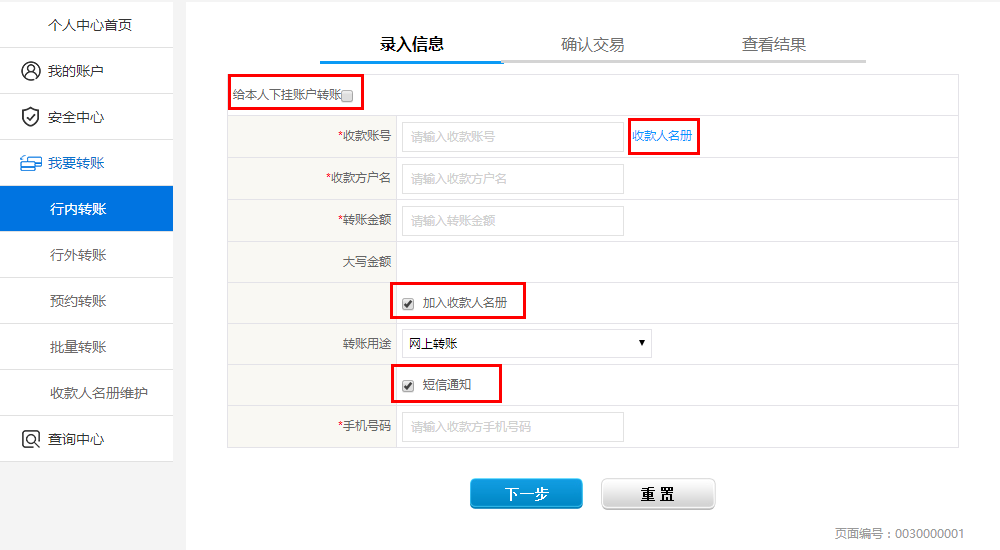 个人中心首页
我的账户
安全中心
我要转账
行内转账
行外转账
预约转账
批量转账
收款人名册维护
查询中心
录入信息 确认交易 查看结果
给本人下挂账户转账
*收款账号 请输入收款账号 收款人名册
*收款方户名 请输入收款方户名
*转账金额 请输入转账金额
大写金额
加入收款人名册
转账用途 网上转账
短信通知
*手机号码 请输入收款方手机号码
下一步 重 置
页面编号：0030000001